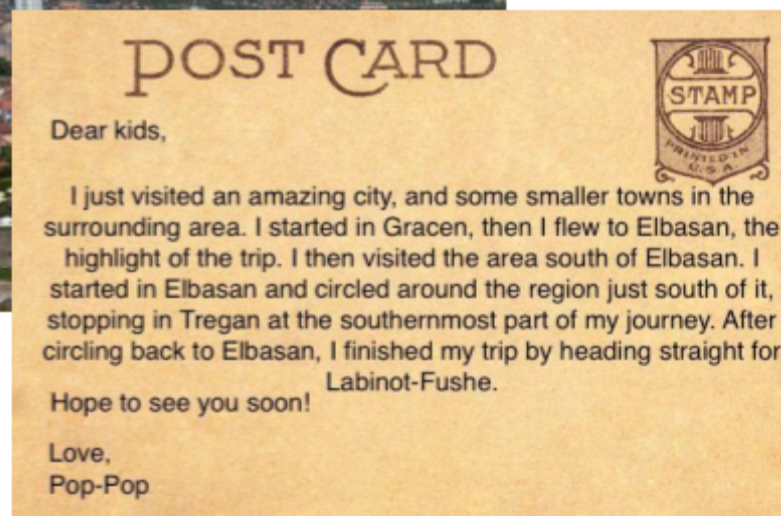 POST CARD
STAMP
PRINTED IN
U.S.A.
Dear kids,
I just visited an amazing city, and some smaller towns in the
surrounding area. I started in Gracen, then I flew to Elbasan, the
highlight of the trip. I then visited the area south of Elbasan. I
started in Elbasan and circled around the region just south of it,
stopping in Tregan at the southernmost part of my journey. After
circling back to Elbasan, I finished my trip by heading straight for
Labinot-Fushe.
Hope to see you soon!
Love,
Pop-Pop